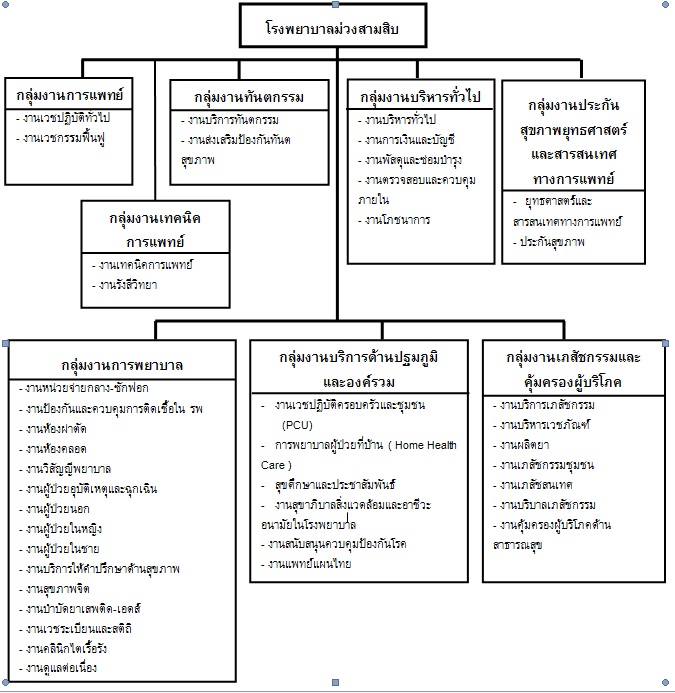 โรงพยาบาลม่วงสามสิบ
กลุ่มงานการแพทย์
- งานเวชปฏิบัติทั่วไป
- งานเวชกรรมฟื้นฟู
กลุ่มงานทันตกรรม
- งานบริการทันตกรรม
- งานส่งเสริมป้องกันทันต
สุขภาพ
กลุ่มงานบริหารทั่วไป
- งานบริหารทั่วไป
- งานการเงินและบัญชี
- งานพัสดุและซ่อมบำรุง
- งานตรวจสอบและควบคุม
ภายใน
- งานโภชนาการ
กลุ่มงานประกัน
สุขภาพยุทธศาสตร์
และสารสนเทศ
ทางการแพทย์
- ยุทธศาสตร์และ
สารสนเทศทางการแพทย์
- ประกันสุขภาพ
กลุ่มงานเทคนิค
การแพทย์
- งานเทคนิคการแพทย์
- งานรังสีวิทยา
กลุ่มงานการพยาบาล
- งานหน่วยจ่ายกลาง-ซักฟอก
- งานป้องกันและควบคุมการติดเชื้อใน รพ
- งานห้องผ่าตัด
- งานห้องคลอด
- งานวิสัญญีพยาบาล
- งานผู้ป่วยอุบัติเหตุและฉุกเฉิน
- งานผู้ป่วยนอก
- งานผู้ป่วยในหญิง
- งานผู้ป่วยในชาย
- งานบริการให้คำปรึกษาด้านสุขภาพ
- งานสุขภาพจิต
- งานบำบัดยาเสพติด-เอดส์
- งานเวชระเบียนและสถิติ
- งานคลินิกไตเรื้อรัง
- งานดูแลต่อเนื่อง
กลุ่มงานบริการด้านปฐมภูมิ
และองค์รวม
- งานเวชปฏิบัติครอบครัวและชุมชน
(PCU)
- การพยาบาลผู้ป่วยที่บ้าน ( Home Health
Care )
- สุขศึกษาและประชาสัมพันธ์
- งานสุขาภิบาลสิ่งแวดล้อมและอาชีวะ
อนามัยในโรงพยาบาล
- งานสนับสนุนควบคุมป้องกันโรค
- งานแพทย์แผนไทย
กลุ่มงานเภสัชกรรมและ
คุ้มครองผู้บริโภค
- งานบริการเภสัชกรรม
- งานบริหารเวชภัณฑ์
- งานผลิตยา
- งานเภสัชกรรมชุมชน
- งานเภสัชสนเทศ
- งานบริบาลเภสัชกรรม
- งานคุ้มครองผู้บริโภคด้าน
สาธารณสุข